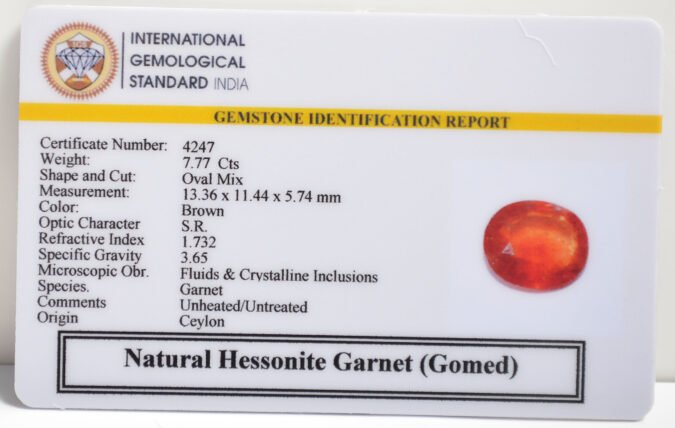 INTERNATIONAL
GEMOLOGICAL
STANDARD INDIA
GEMSTONE IDENTIFICATION REPORT
Certificate Number: 4247
Weight: 7.77 Cts
Shape and Cut: Oval Mix
Measurement: 13.36 x 11.44 x 5.74 mm
Color: Brown
Optic Character S.R.
Refractive Index 1.732
Specific Gravity 3.65
Microscopic Obr. Fluids & Crystalline Inclusions
Species. Garnet
Comments Unheated/Untreated
Origin Ceylon
Natural Hessonite Garnet (Gomed)